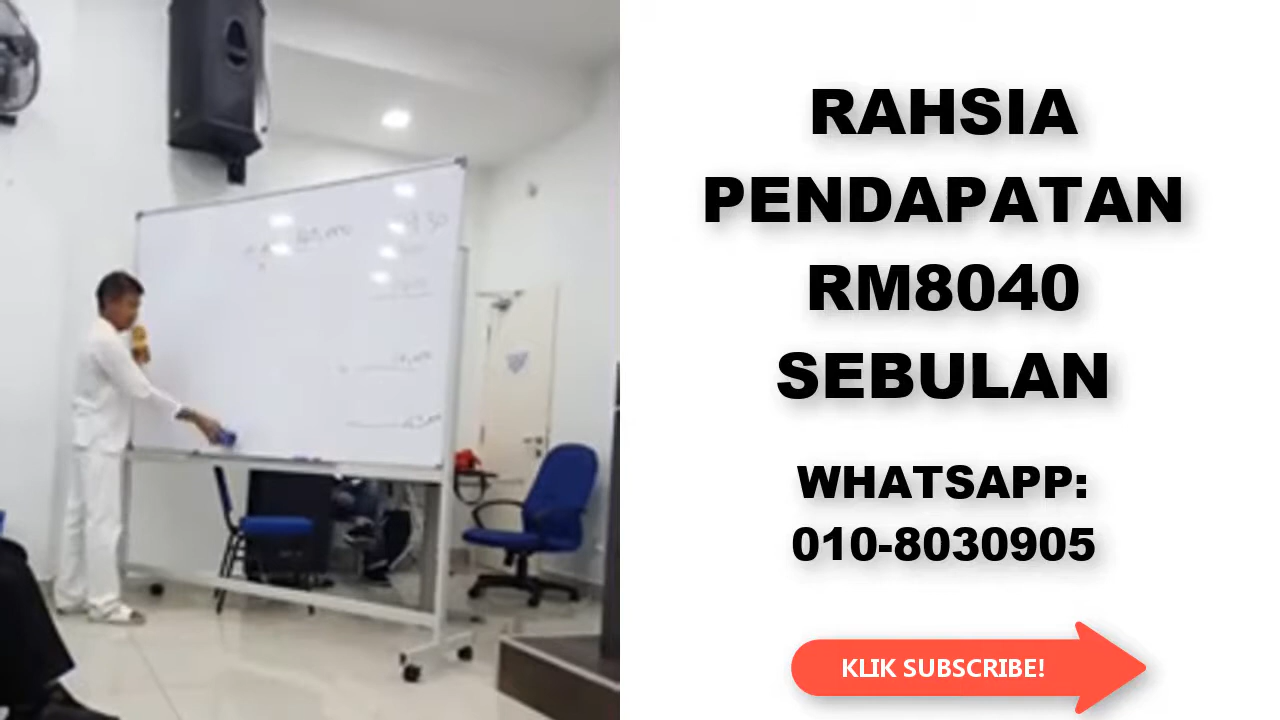 RAHSIA
PENDAPATAN
RM8040
SEBULAN
WHATSAPP:
010-8030905
KLIK SUBSCRIBE!